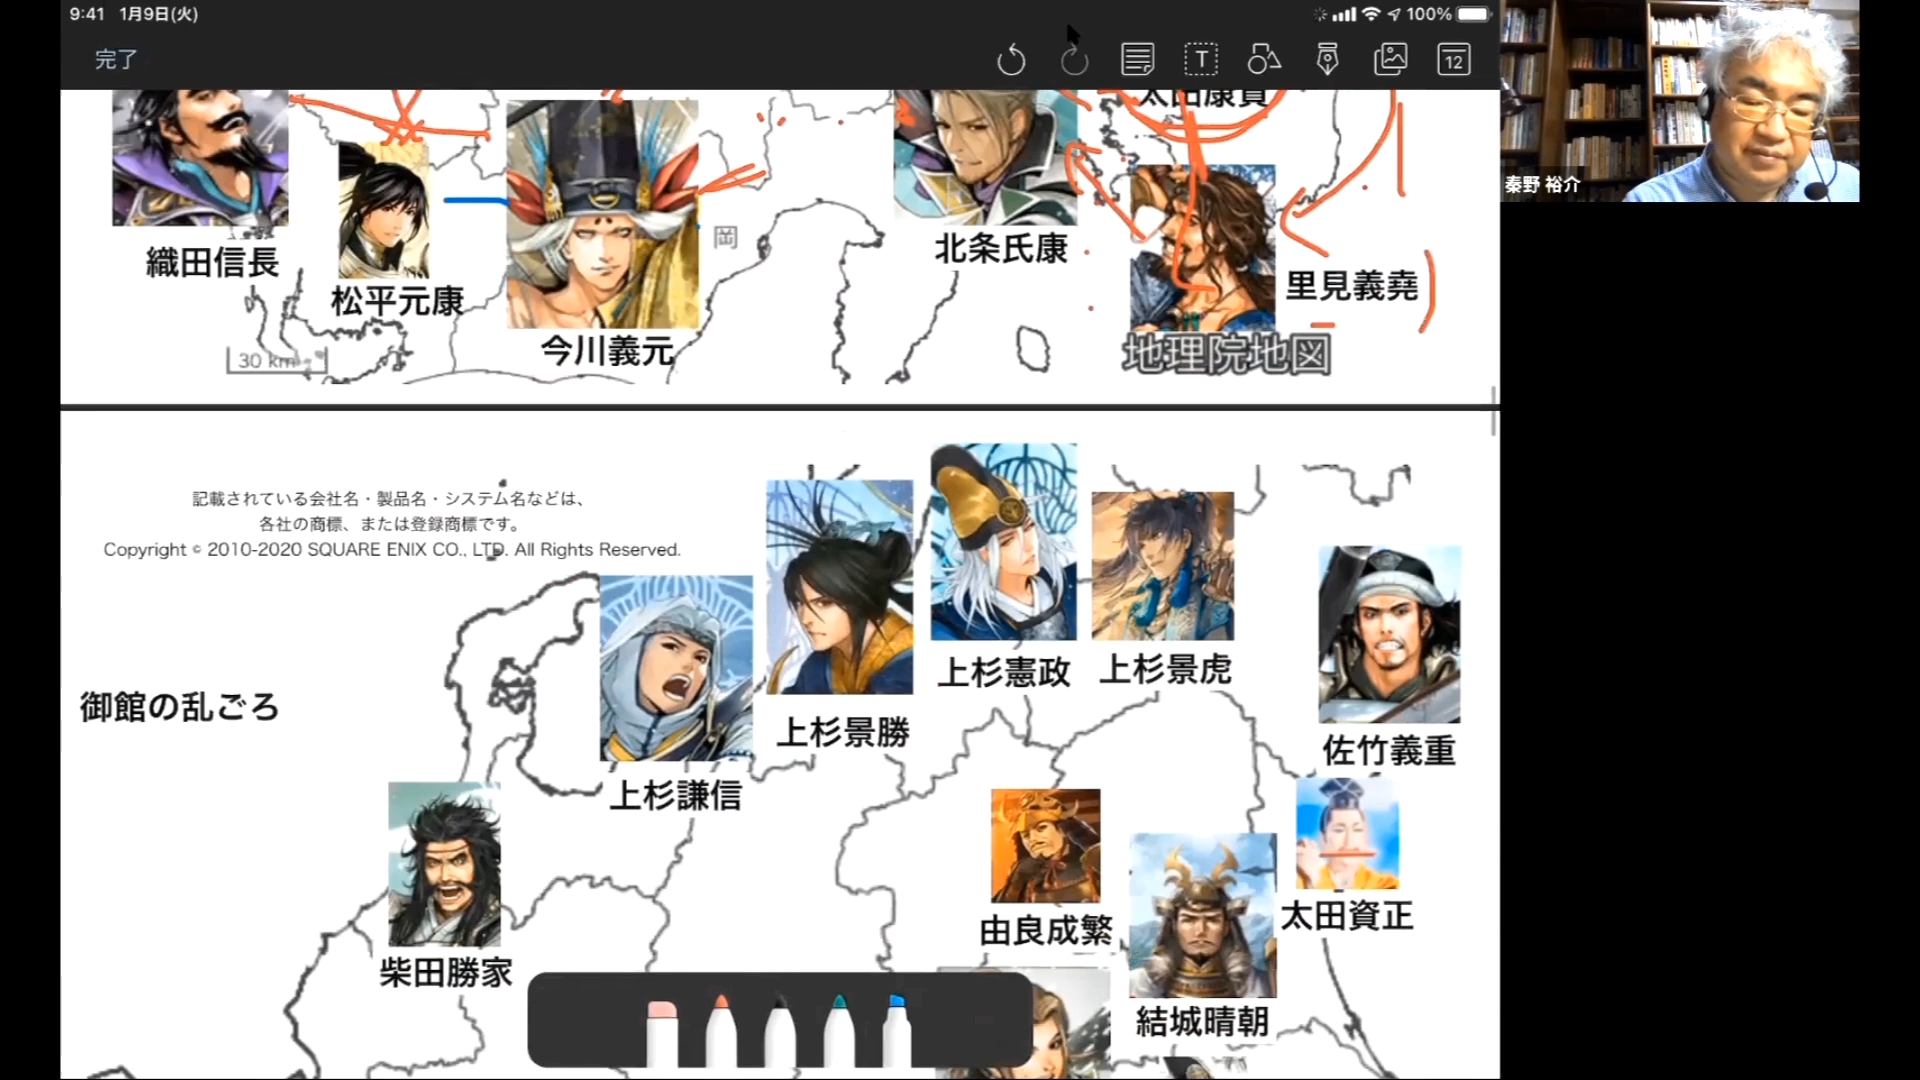 9:41 1月9日(火)
100%
完了
T
12
秦野 裕介
太田康資
織田信長
松平元康
今川義元
岡
北条氏康
里見義堯
30 km
地理院地図
記載されている会社名・製品名・システム名などは、
各社の商標、または登録商標です。
Copyright © 2010-2020 SQUARE ENIX CO., LTD. All Rights Reserved.
御館の乱ごろ
上杉謙信
上杉景勝
上杉憲政
上杉景虎
佐竹義重
柴田勝家
由良成繁
太田資正
結城晴朝